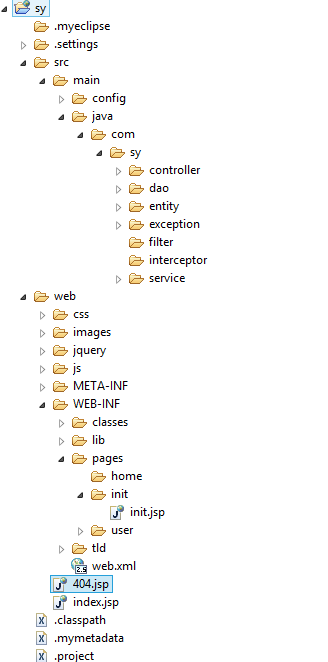 sy
.myeclipse
.settings
src
main
config
java
com
sy
controller
dao
entity
exception
filter
interceptor
service
web
css
images
jquery
js
META-INF
WEB-INF
classes
lib
pages
home
init
init.jsp
user
tld
2.5 web.xml
404.jsp
index.jsp
.classpath
.mymetadata
.project